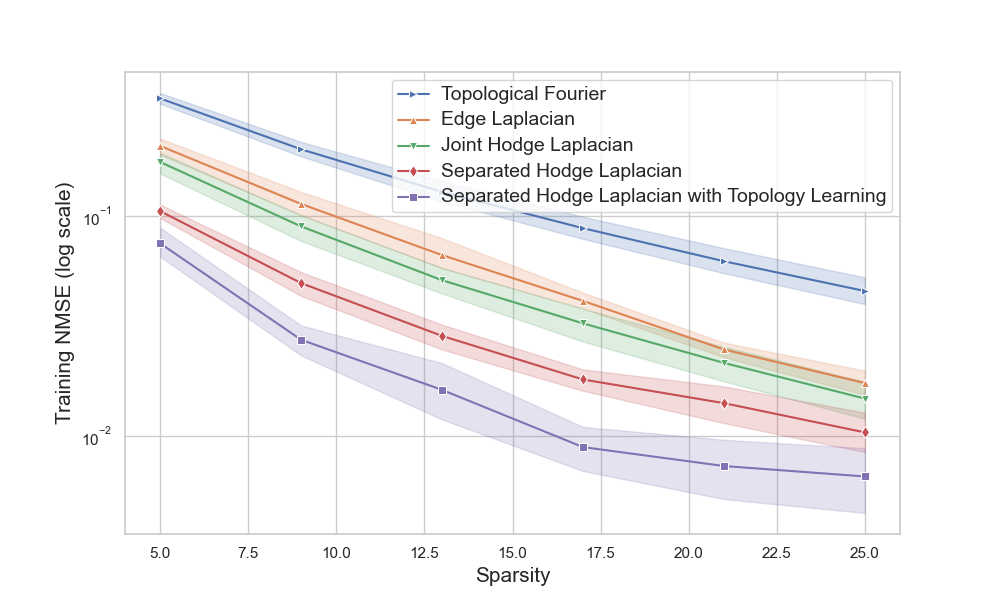 Topological Fourier
Edge Laplacian
Joint Hodge Laplacian
Separated Hodge Laplacian
Separated Hodge Laplacian with Topology Learning
Training NMSE (log scale)
10⁻¹
10⁻²
5.0 7.5 10.0 12.5 15.0 17.5 20.0 22.5 25.0
Sparsity